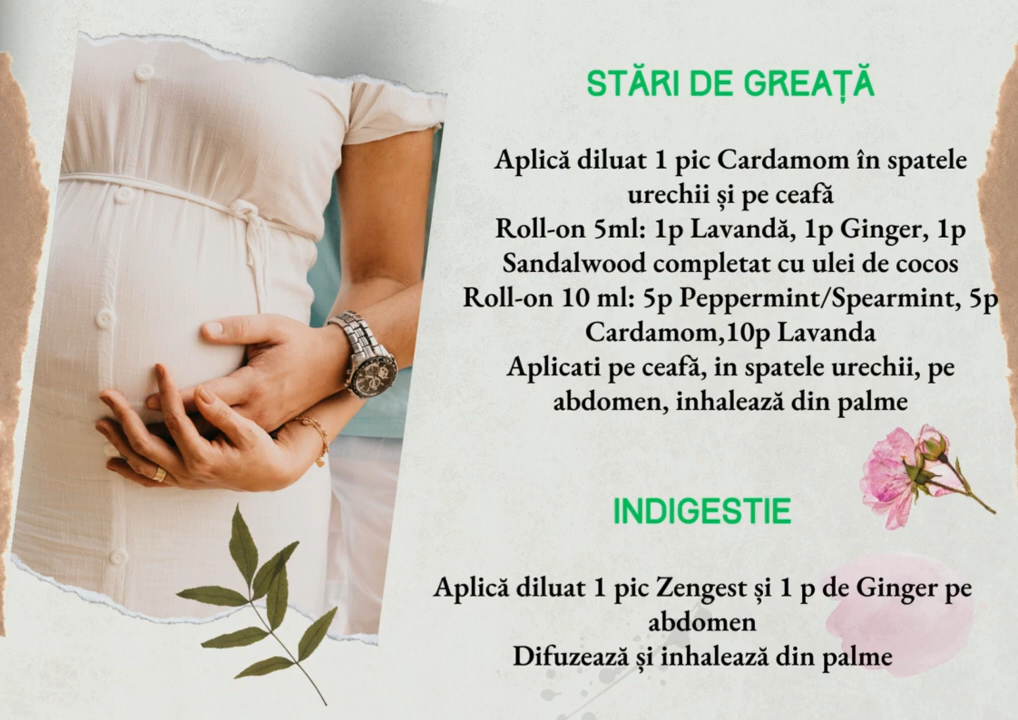 STĂRI DE GREAȚĂ
Aplică diluat 1 pic Cardamom în spatele
urechii și pe ceafă
Roll-on 5ml: 1p Lavandă, 1p Ginger, 1p
Sandalwood completat cu ulei de cocos
Roll-on 10 ml: 5p Peppermint/Spearmint, 5p
Cardamom,10p Lavanda
Aplicati pe ceafă, in spatele urechii, pe
abdomen, inhalează din palme
INDIGESTIE
Aplică diluat 1 pic Zengest și 1 p de Ginger pe
abdomen
Difuzează și inhalează din palme